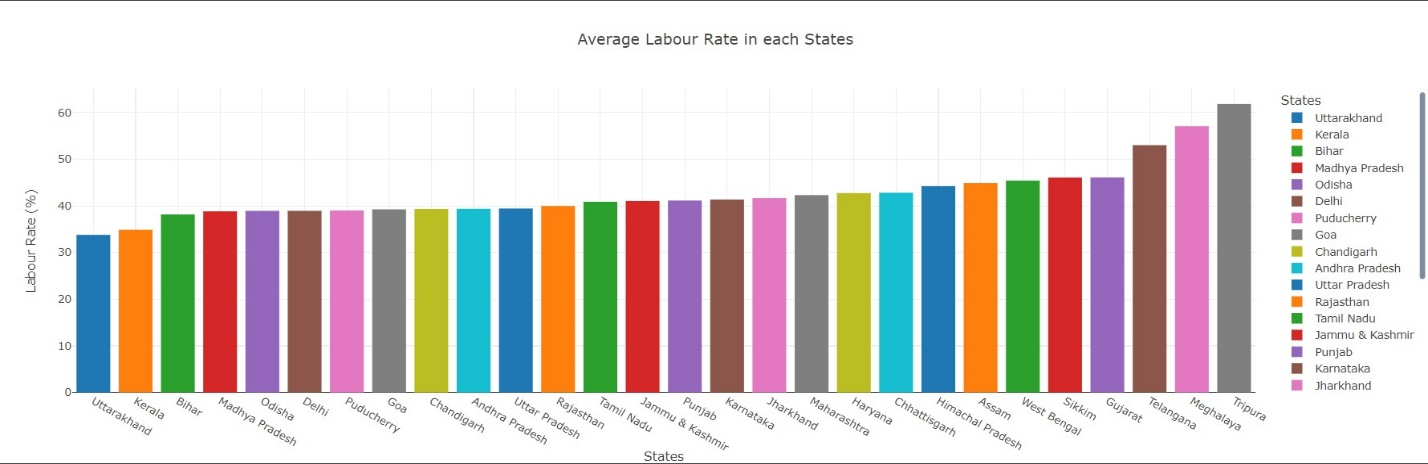 Average Labour Rate in each States
Labour Rate (%)
60
50
40
30
20
10
0
Uttarakhand
Kerala
Bihar
Madhya Pradesh
Odisha
Delhi
Puducherry
Goa
Chandigarh
Andhra Pradesh
Uttar Pradesh
Rajasthan
Tamil Nadu
Jammu & Kashmir
Punjab
Karnataka
Jharkhand
Maharashtra
Haryana
Chhattisgarh
Himachal Pradesh
Assam
West Bengal
Sikkim
Gujarat
Telangana
Meghalaya
Tripura
States
States
Uttarakhand
Kerala
Bihar
Madhya Pradesh
Odisha
Delhi
Puducherry
Goa
Chandigarh
Andhra Pradesh
Uttar Pradesh
Rajasthan
Tamil Nadu
Jammu & Kashmir
Punjab
Karnataka
Jharkhand